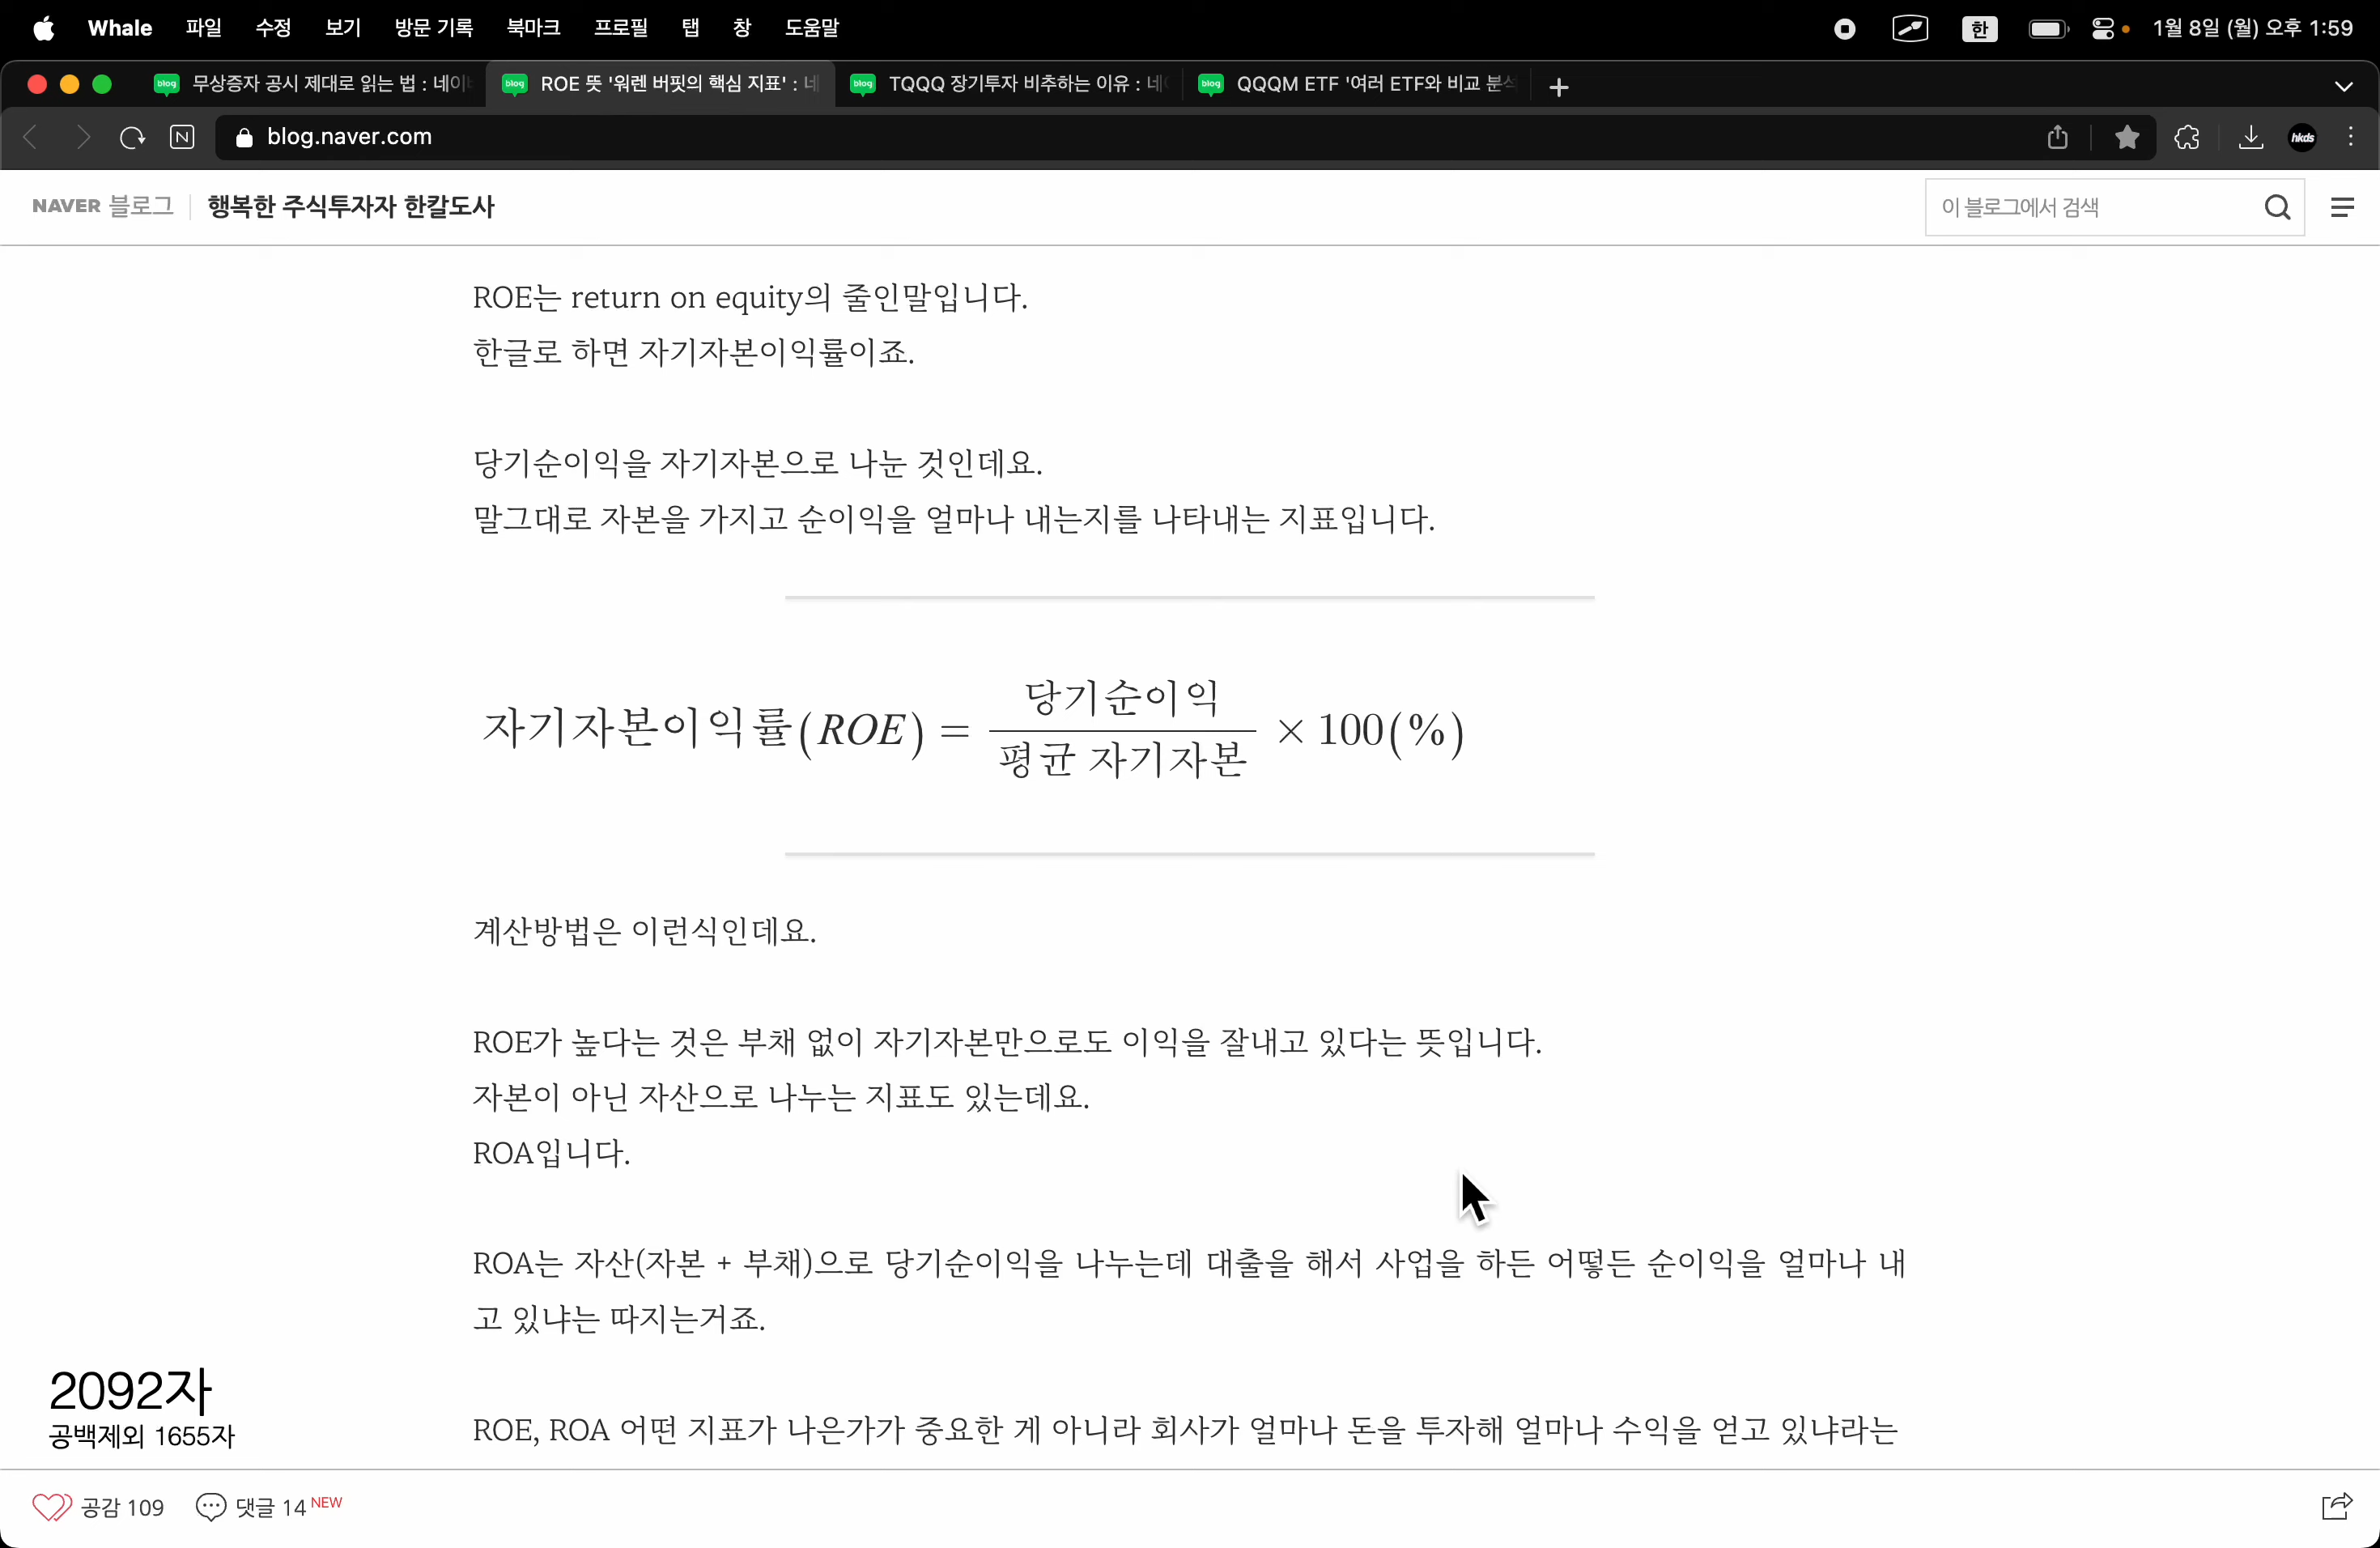 Whale 파일 수정 보기 방문 기록 북마크 프로필 탭 창 도움말 한 1월 8일 (월) 오후 1:59
blog 무상증자 공시 제대로 읽는 법 : 네이 blog ROE 뜻 '워렌 버핏의 핵심 지표' : 네 blog TQQQ 장기투자 비추하는 이유 : 네 blog QQQM ETF '여러 ETF와 비교 분
N blog.naver.com hkds
NAVER 블로그 행복한 주식투자자 한칼도사 이 블로그에서 검색
ROE는 return on equity의 줄인말입니다.
한글로 하면 자기자본이익률이죠.
당기순이익을 자기자본으로 나눈 것인데요.
말그대로 자본을 가지고 순이익을 얼마나 내는지를 나타내는 지표입니다.
자기자본이익률(ROE) = 당기순이익 / 평균 자기자본 × 100(%)
계산방법은 이런식인데요.
ROE가 높다는 것은 부채 없이 자기자본만으로도 이익을 잘내고 있다는 뜻입니다.
자본이 아닌 자산으로 나누는 지표도 있는데요.
ROA입니다.
ROA는 자산(자본 + 부채)으로 당기순이익을 나누는데 대출을 해서 사업을 하든 어떻든 순이익을 얼마나 내
고 있냐는 따지는거죠.
ROE, ROA 어떤 지표가 나은가가 중요한 게 아니라 회사가 얼마나 돈을 투자해 얼마나 수익을 얻고 있냐라는
2092자
공백제외 1655자
공감 109 댓글 14 NEW